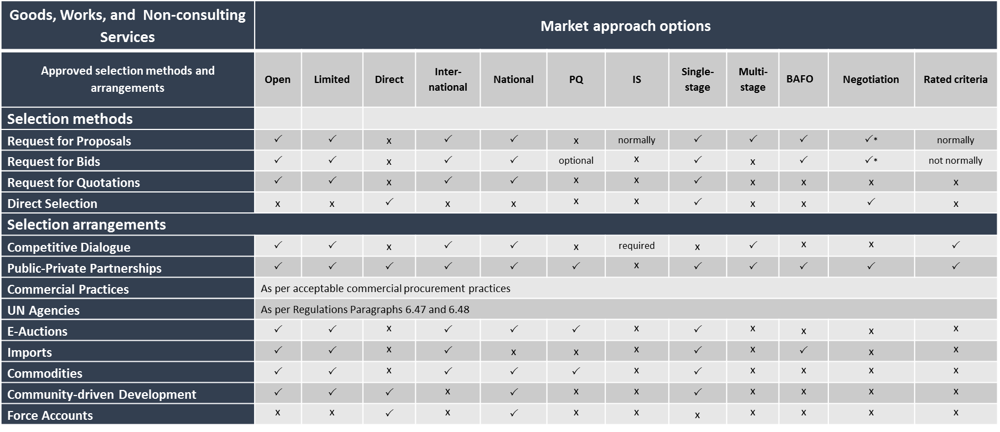 Goods, Works, and Non-consulting Services Market approach options
Approved selection methods and arrangements Open Limited Direct Inter-national National PQ IS Single-stage Multi-stage BAFO Negotiation Rated criteria
Selection methods
Request for Proposals ✓ ✓ x ✓ ✓ x normally ✓ ✓ ✓ ✓* normally
Request for Bids ✓ ✓ x ✓ ✓ optional x ✓ x ✓ ✓* not normally
Request for Quotations ✓ ✓ x ✓ ✓ x x ✓ x x x x
Direct Selection x x ✓ x x x x ✓ x x ✓ x
Selection arrangements
Competitive Dialogue ✓ ✓ x ✓ ✓ x required x ✓ x x ✓
Public-Private Partnerships ✓ ✓ ✓ ✓ ✓ ✓ x ✓ ✓ ✓ ✓ ✓
Commercial Practices As per acceptable commercial procurement practices
UN Agencies As per Regulations Paragraphs 6.47 and 6.48
E-Auctions ✓ ✓ x ✓ ✓ ✓ x ✓ x x x x
Imports ✓ ✓ x ✓ x x x ✓ x ✓ x x
Commodities ✓ ✓ x ✓ ✓ ✓ x ✓ x x x x
Community-driven Development ✓ ✓ ✓ x ✓ x x ✓ x x x x
Force Accounts x x ✓ x ✓ x x x x x x x